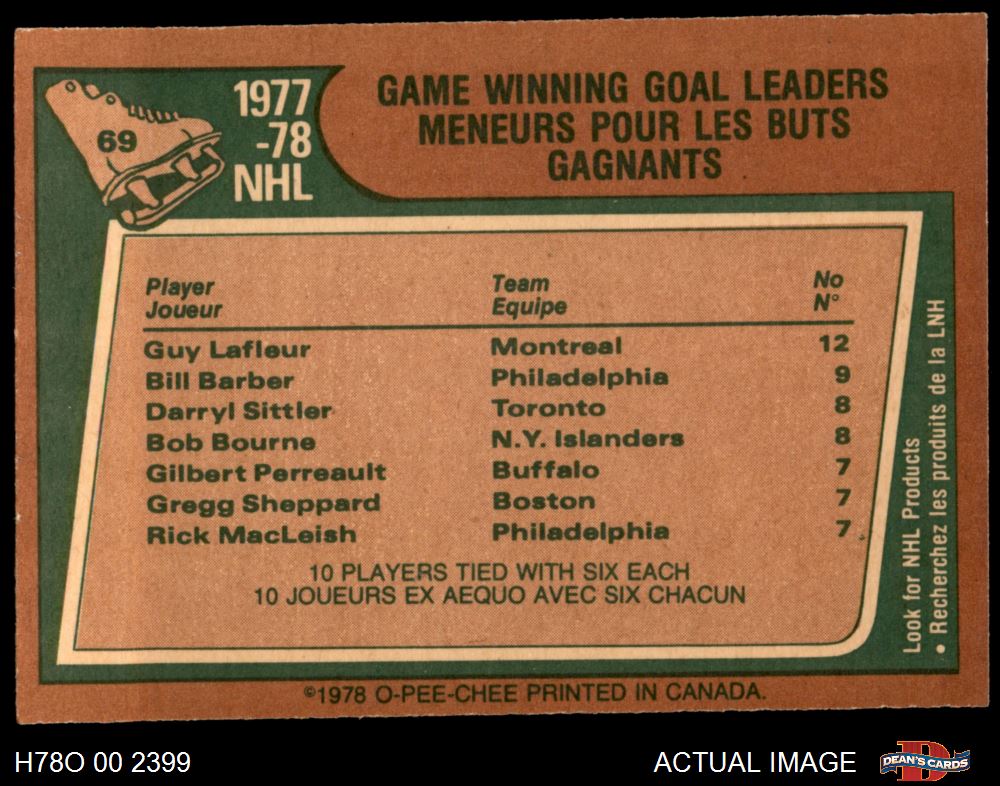 69
1977
-78
NHL
GAME WINNING GOAL LEADERS
MENEURS POUR LES BUTS
GAGNANTS
Player Team No
Joueur Equipe N°
Guy Lafleur Montreal 12
Bill Barber Philadelphia 9
Darryl Sittler Toronto 8
Bob Bourne N.Y. Islanders 8
Gilbert Perreault Buffalo 7
Gregg Sheppard Boston 7
Rick MacLeish Philadelphia 7
10 PLAYERS TIED WITH SIX EACH
10 JOUEURS EX AEQUO AVEC SIX CHACUN
Look for NHL Products
• Recherchez les produits de la LNH
©1978 O-PEE-CHEE PRINTED IN CANADA.
H78O 00 2399
ACTUAL IMAGE
D
DEAN'S CARDS